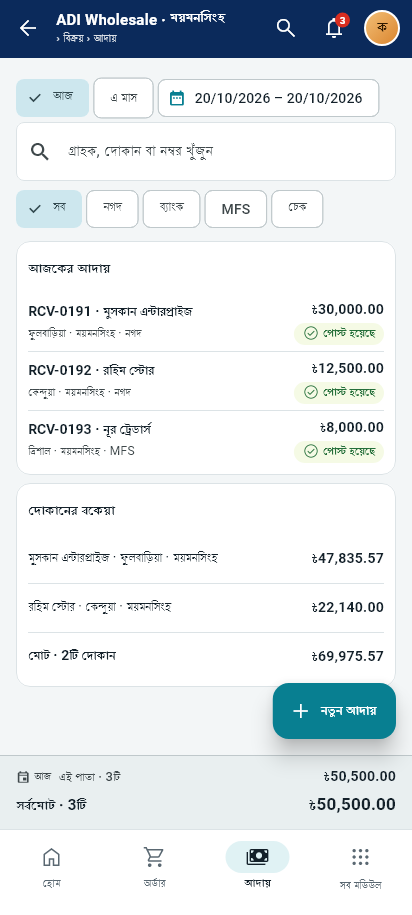 ADI Wholesale · ময়মনসিংহ
› বিক্রয় › আদায়
3
ক
আজ
এ মাস
20/10/2026 – 20/10/2026
গ্রাহক, দোকান বা নম্বর খুঁজুন
সব
নগদ
ব্যাংক
MFS
চেক
আজকের আদায়
RCV-0191 · মুসকান এন্টারপ্রাইজ
৳30,000.00
ফুলবাড়িয়া · ময়মনসিংহ · নগদ
পোস্ট হয়েছে
RCV-0192 · রহিম স্টোর
৳12,500.00
কেন্দুয়া · ময়মনসিংহ · নগদ
পোস্ট হয়েছে
RCV-0193 · নূর ট্রেডার্স
৳8,000.00
ত্রিশাল · ময়মনসিংহ · MFS
পোস্ট হয়েছে
দোকানের বকেয়া
মুসকান এন্টারপ্রাইজ · ফুলবাড়িয়া · ময়মনসিংহ
৳47,835.57
রহিম স্টোর · কেন্দুয়া · ময়মনসিংহ
৳22,140.00
মোট · 2টি দোকান
৳69,975.57
নতুন আদায়
আজ এই পাতা · 3টি
৳50,500.00
সর্বমোট · 3টি
৳50,500.00
হোম
অর্ডার
আদায়
সব মডিউল